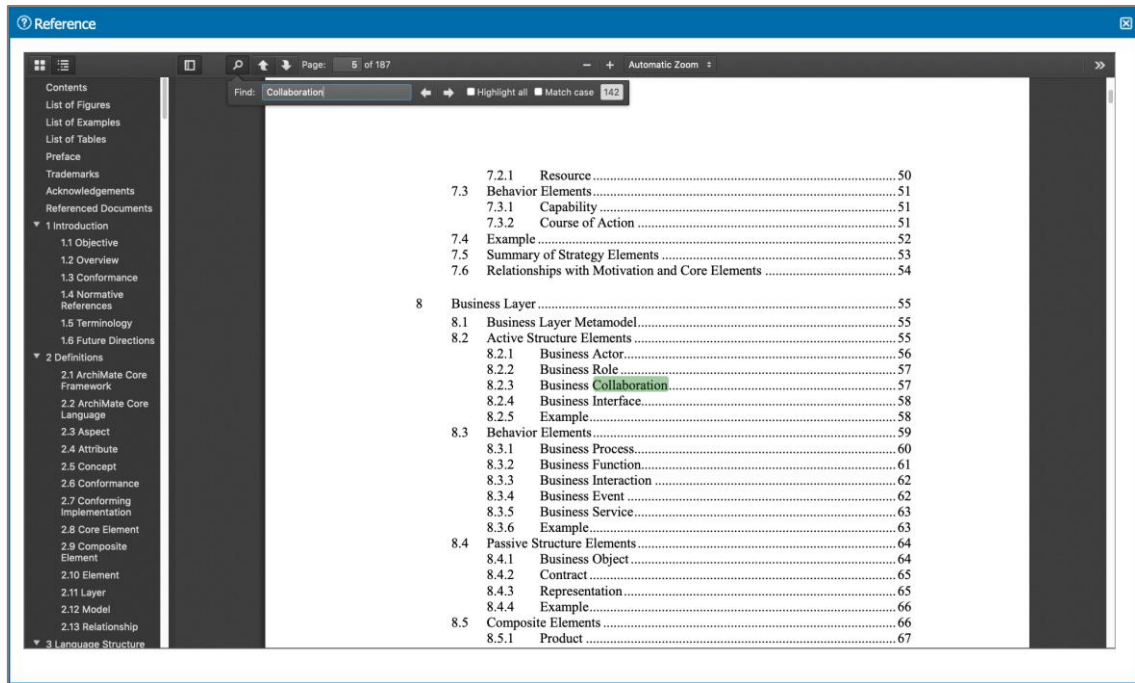 Reference
Page: 5 of 187
Automatic Zoom
Find: Collaboration Highlight all Match case 142
Contents
List of Figures
List of Examples
List of Tables
Preface
Trademarks
Acknowledgements
Referenced Documents
1 Introduction
1.1 Objective
1.2 Overview
1.3 Conformance
1.4 Normative
References
1.5 Terminology
1.6 Future Directions
2 Definitions
2.1 ArchiMate Core
Framework
2.2 ArchiMate Core
Language
2.3 Aspect
2.4 Attribute
2.5 Concept
2.6 Conformance
2.7 Conforming
Implementation
2.8 Core Element
2.9 Composite
Element
2.10 Element
2.11 Layer
2.12 Model
2.13 Relationship
3 Language Structure
7.2.1 Resource 50
7.3 Behavior Elements 51
7.3.1 Capability 51
7.3.2 Course of Action 51
7.4 Example 52
7.5 Summary of Strategy Elements 53
7.6 Relationships with Motivation and Core Elements 54
8 Business Layer 55
8.1 Business Layer Metamodel 55
8.2 Active Structure Elements 55
8.2.1 Business Actor 56
8.2.2 Business Role 57
8.2.3 Business Collaboration 57
8.2.4 Business Interface 58
8.2.5 Example 58
8.3 Behavior Elements 59
8.3.1 Business Process 60
8.3.2 Business Function 61
8.3.3 Business Interaction 62
8.3.4 Business Event 62
8.3.5 Business Service 63
8.3.6 Example 63
8.4 Passive Structure Elements 64
8.4.1 Business Object 64
8.4.2 Contract 65
8.4.3 Representation 65
8.4.4 Example 66
8.5 Composite Elements 66
8.5.1 Product 67